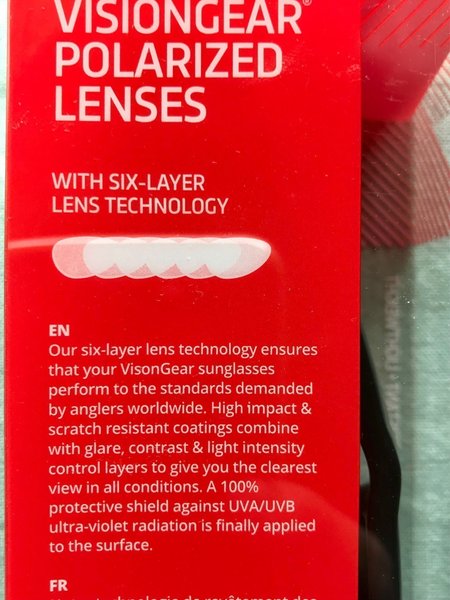 VISIONGEAR®
POLARIZED
LENSES
WITH SIX-LAYER
LENS TECHNOLOGY
EN
Our six-layer lens technology ensures
that your VisonGear sunglasses
perform to the standards demanded
by anglers worldwide. High impact &
scratch resistant coatings combine
with glare, contrast & light intensity
control layers to give you the clearest
view in all conditions. A 100%
protective shield against UVA/UVB
ultra-violet radiation is finally applied
to the surface.
FR